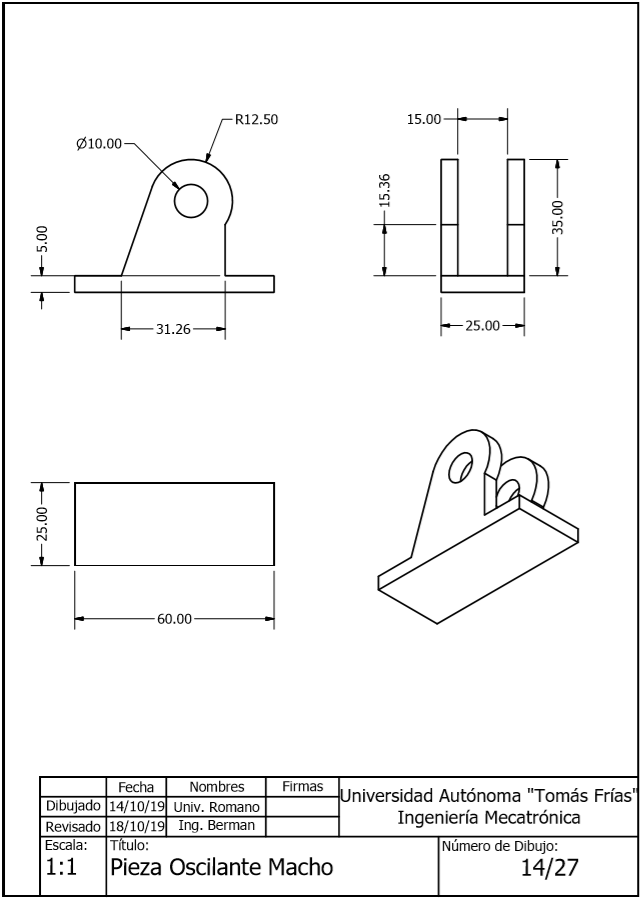 R12.50
Ø10.00
5.00
31.26
15.00
15.36
35.00
25.00
25.00
60.00
Fecha Nombres Firmas
Dibujado 14/10/19 Univ. Romano
Revisado 18/10/19 Ing. Berman
Universidad Autónoma "Tomás Frías"
Ingeniería Mecatrónica
Escala:
1:1
Título:
Pieza Oscilante Macho
Número de Dibujo:
14/27